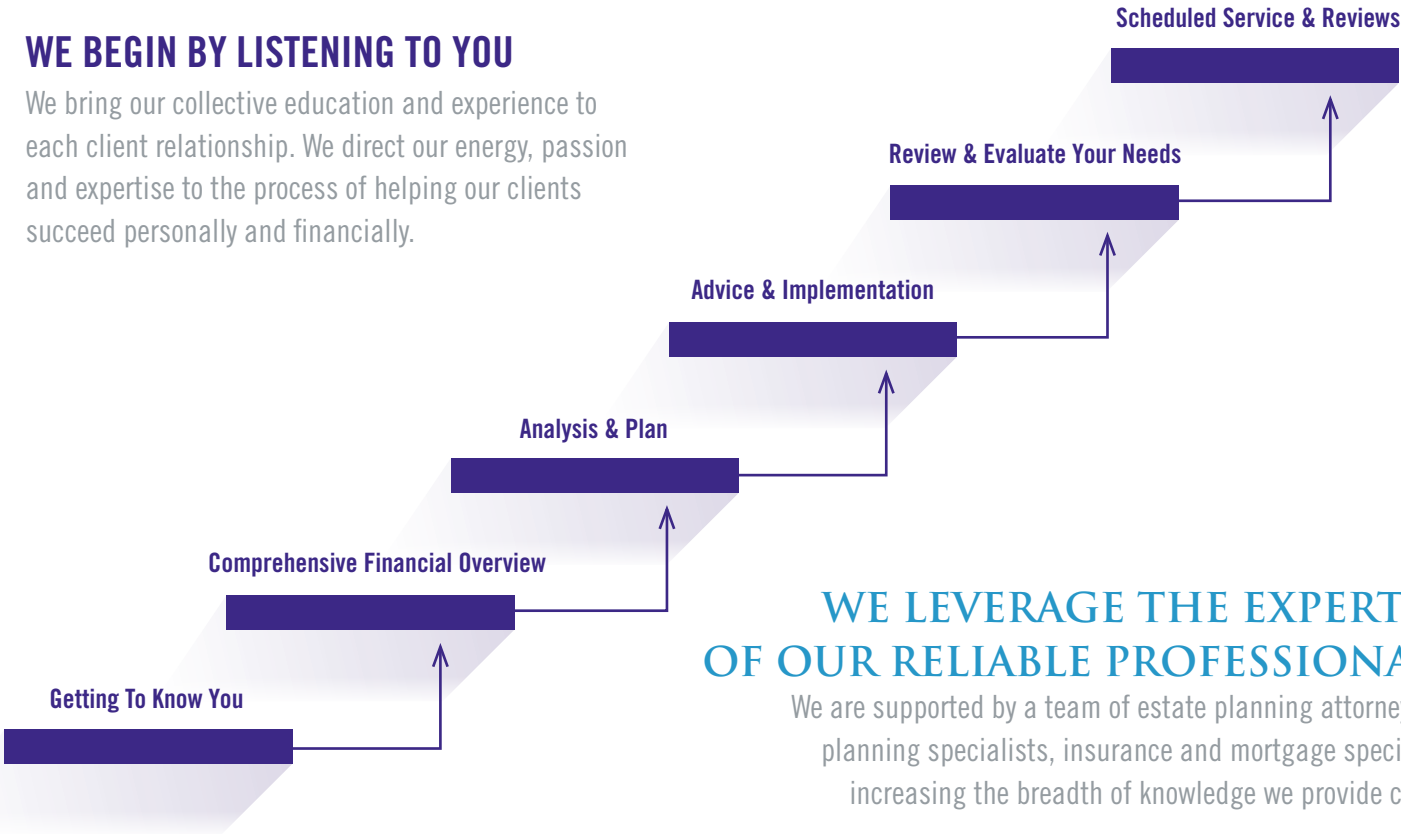 WE BEGIN BY LISTENING TO YOU
We bring our collective education and experience to
each client relationship. We direct our energy, passion
and expertise to the process of helping our clients
succeed personally and financially.
Scheduled Service & Reviews
Review & Evaluate Your Needs
Advice & Implementation
Analysis & Plan
Comprehensive Financial Overview
Getting To Know You
WE LEVERAGE THE EXPERT
OF OUR RELIABLE PROFESSIONA
We are supported by a team of estate planning attorne
planning specialists, insurance and mortgage speci
increasing the breadth of knowledge we provide c